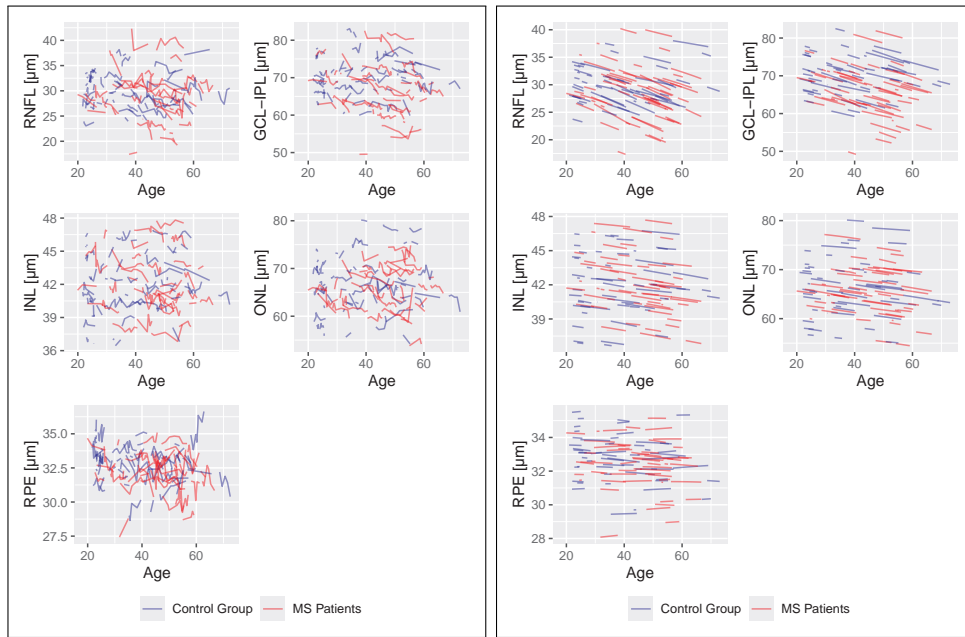 RNFL [µm]
40
35
30
25
20
20 40 60
Age
GCL−IPL [µm]
80
70
60
50
20 40 60
Age
INL [µm]
48
44
40
36
20 40 60
Age
ONL [µm]
80
70
60
20 40 60
Age
RPE [µm]
35.0
32.5
30.0
27.5
20 40 60
Age
Control Group MS Patients
RNFL [µm]
40
35
30
25
20
20 40 60
Age
GCL−IPL [µm]
80
70
60
50
20 40 60
Age
INL [µm]
48
45
42
39
20 40 60
Age
ONL [µm]
80
70
60
20 40 60
Age
RPE [µm]
34
32
30
28
20 40 60
Age
Control Group MS Patients